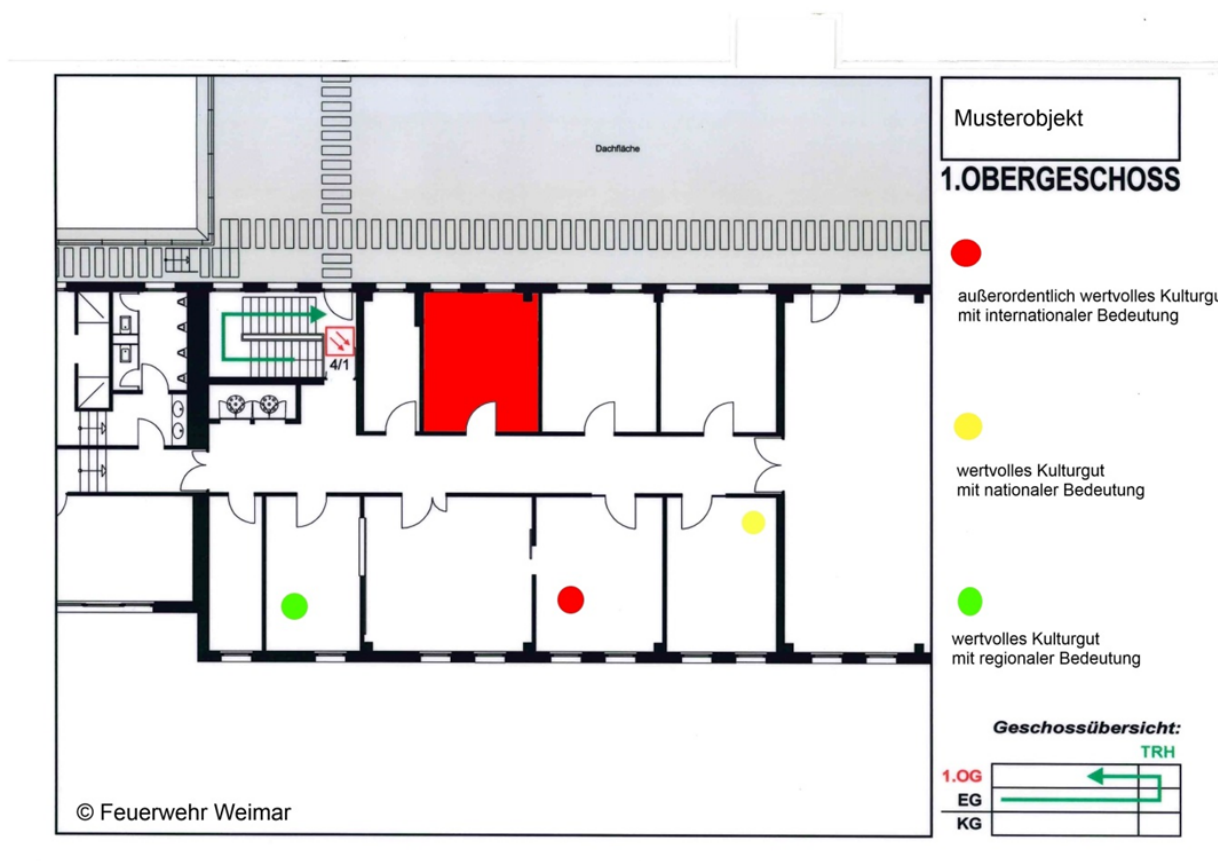 Musterobjekt
1.OBERGESCHOSS
Dachfläche
außerordentlich wertvolles Kulturgu
mit internationaler Bedeutung
4/1
wertvolles Kulturgut
mit nationaler Bedeutung
wertvolles Kulturgut
mit regionaler Bedeutung
Geschossübersicht:
TRH
1.OG
EG
KG
© Feuerwehr Weimar